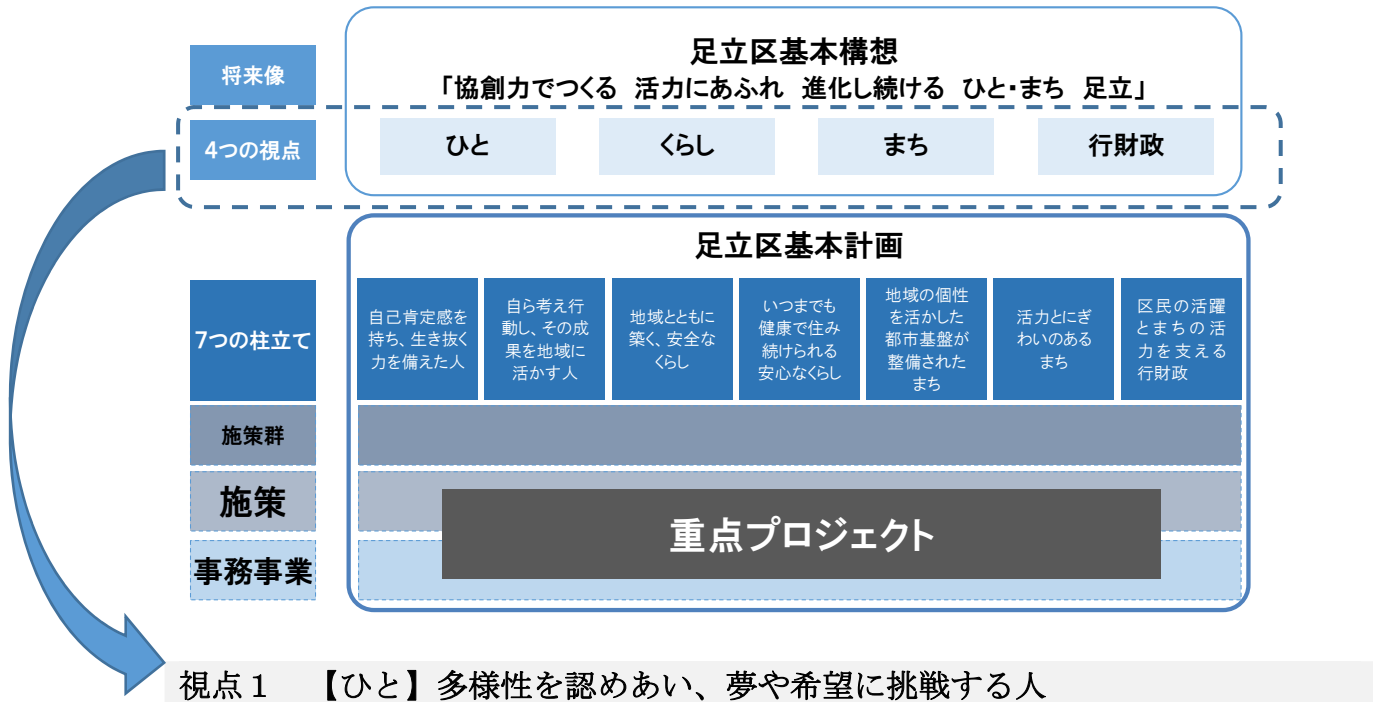 足立区基本構想
将来像
「協創力でつくる 活力にあふれ 進化し続ける ひと・まち 足立」
4つの視点
ひと
くらし
まち
行財政
足立区基本計画
7つの柱立て
自己肯定感を
持ち、生き抜く
力を備えた人
自ら考え行
動し、その成
果を地域に
活かす人
地域とともに
築く、安全な
くらし
いつまでも
健康で住み
続けられる
安心なくらし
地域の個性
を活かした
都市基盤が
整備された
まち
活力とにぎ
わいのある
まち
区民の活躍
とまちの活
力を支える
行財政
施策群
施策
重点プロジェクト
事務事業
視点1 【ひと】多様性を認めあい、夢や希望に挑戦する人